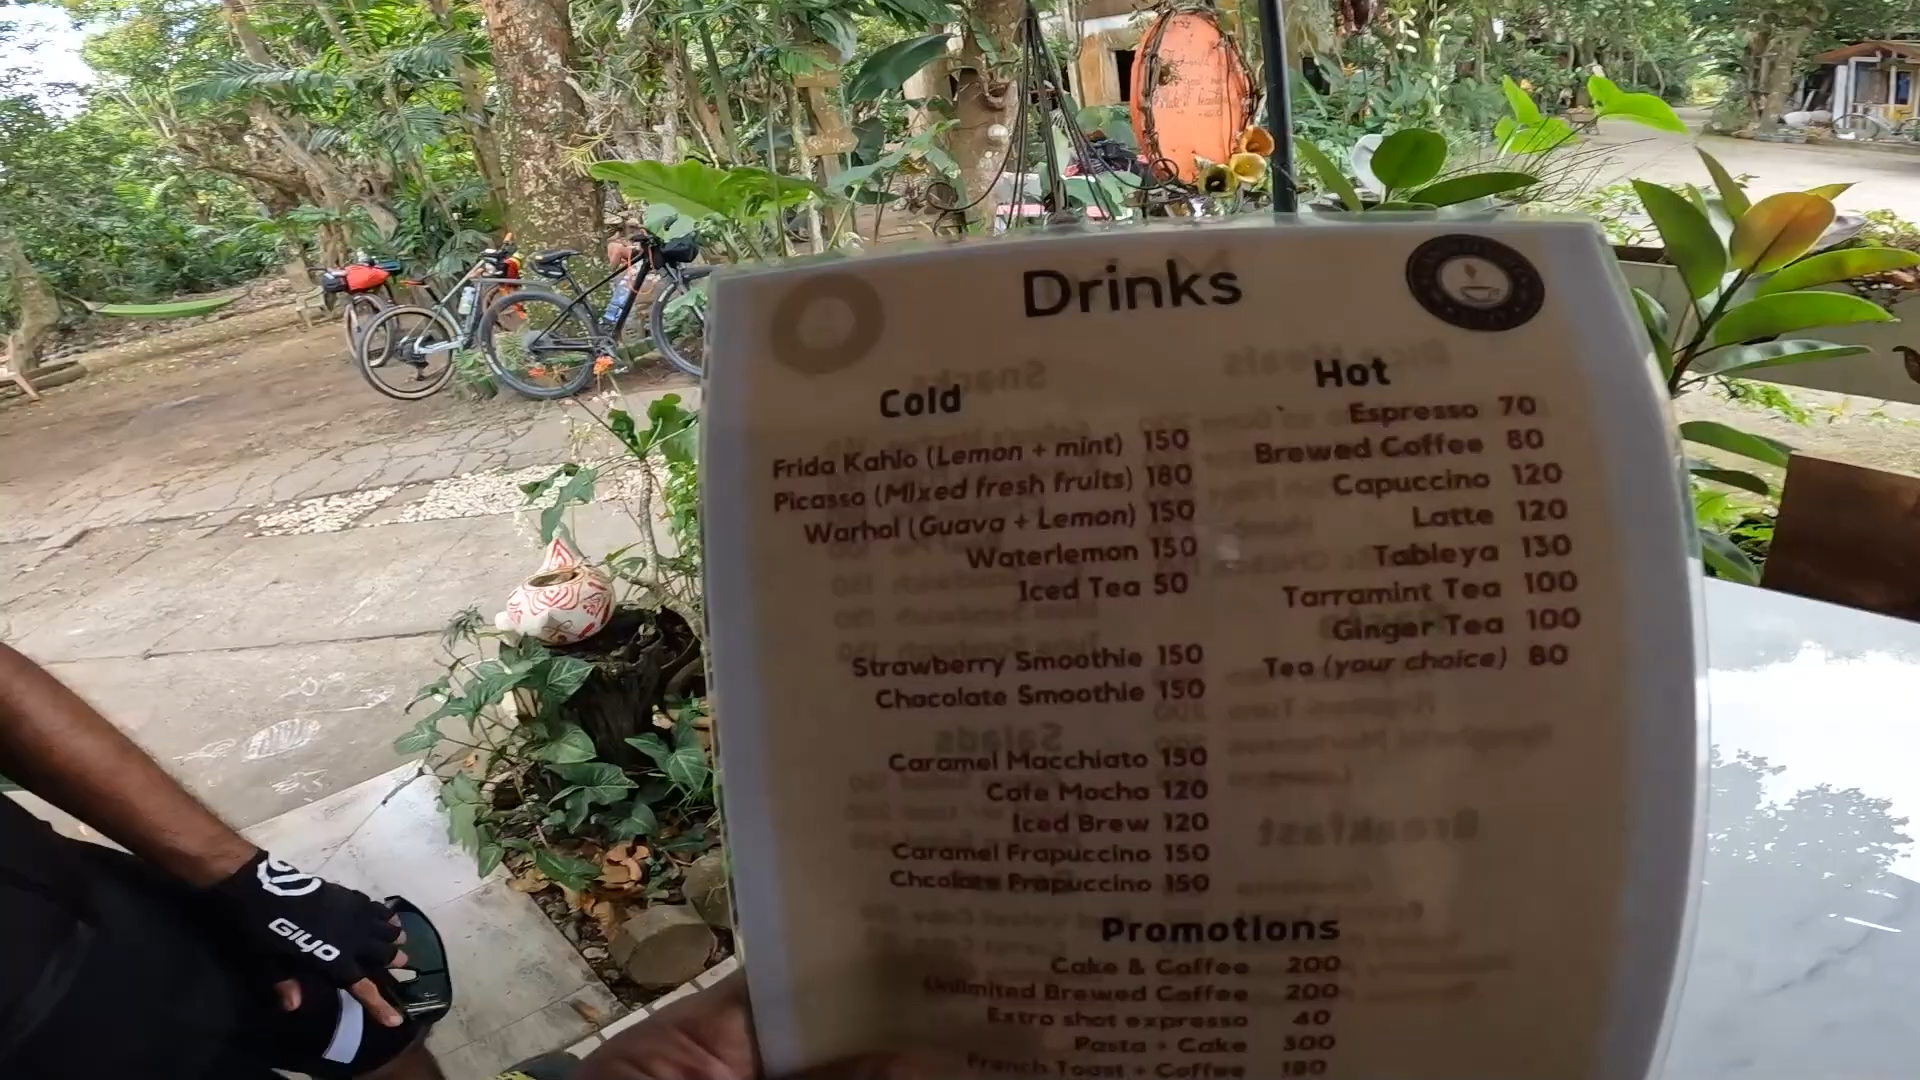 Drinks
Cold
Frida Kahlo (Lemon + mint) 150
Picasso (Mixed fresh fruits) 180
Warhol (Guava + Lemon) 150
Waterlemon 150
Iced Tea 50
Strawberry Smoothie 150
Chocolate Smoothie 150
Caramel Macchiato 150
Cafe Mocha 120
Iced Brew 120
Caramel Frapuccino 150
Chcolate Frapuccino 150
Hot
Espresso 70
Brewed Coffee 80
Capuccino 120
Latte 120
Tableya 130
Tarramint Tea 100
Ginger Tea 100
Tea (your choice) 80
Promotions
Cake & Coffee 200
Unlimited Brewed Coffee 200
Extra shot expresso 40
Pasta + Cake 300
French Toast + Coffee 180
GIYO